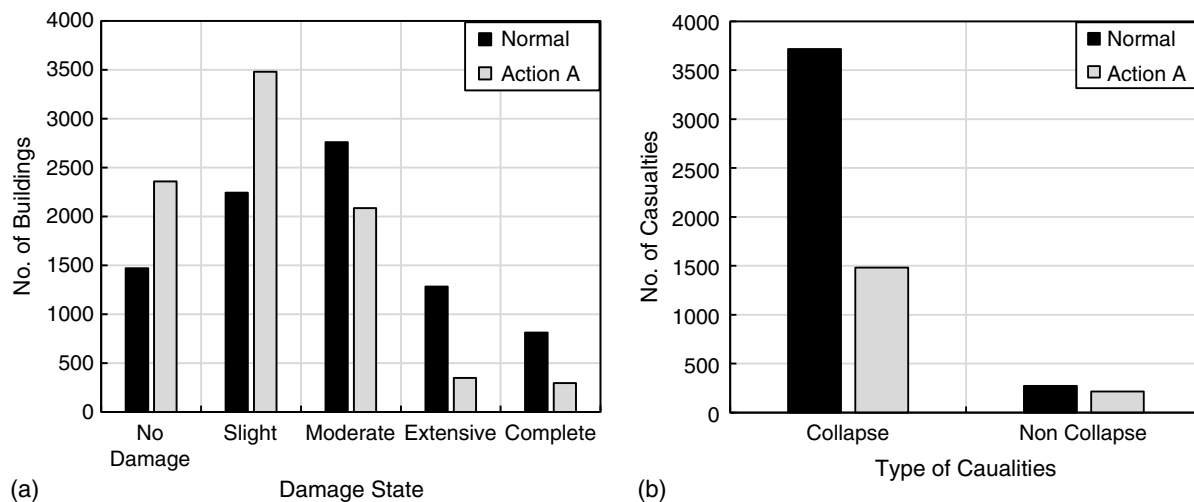 4000
3500
3000
2500
2000
1500
1000
500
0
No. of Buildings
Normal
Action A
No Damage
Slight
Moderate
Extensive
Complete
Damage State
(a)
4000
3500
3000
2500
2000
1500
1000
500
0
No. of Casualties
Normal
Action A
Collapse
Non Collapse
Type of Caualities
(b)